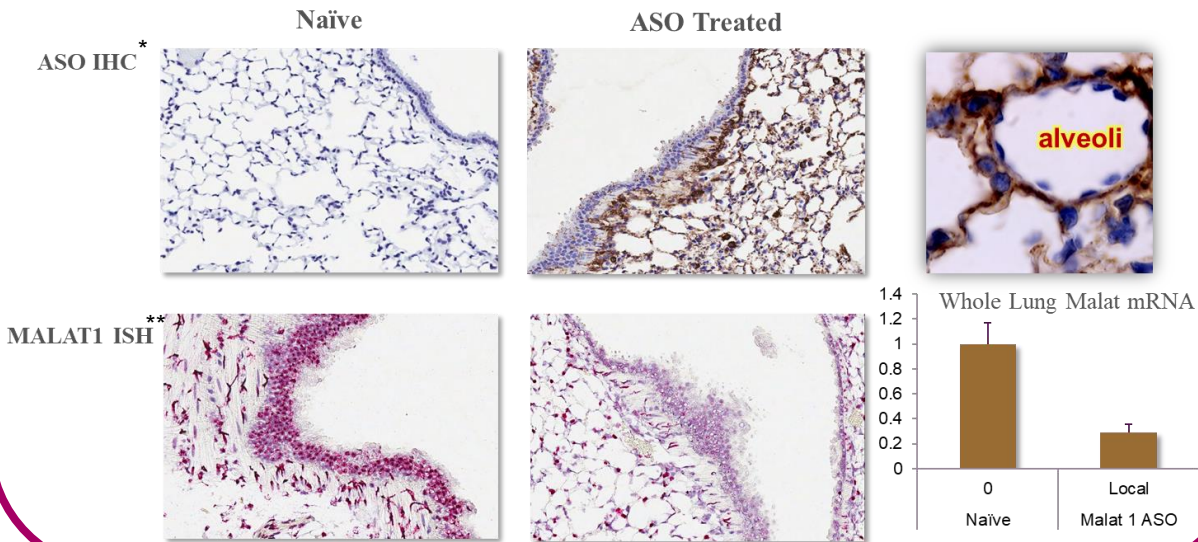 Naïve
ASO Treated
ASO IHC*
alveoli
MALAT1 ISH**
Whole Lung Malat mRNA
1.4
1.2
1
0.8
0.6
0.4
0.2
0
0 Local
Naïve Malat 1 ASO